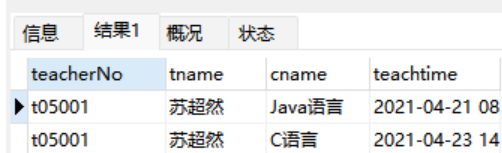 信息 结果1 概况 状态
teacherNo tname cname teachtime
t05001 苏超然 Java语言 2021-04-21 08
t05001 苏超然 C语言 2021-04-23 14